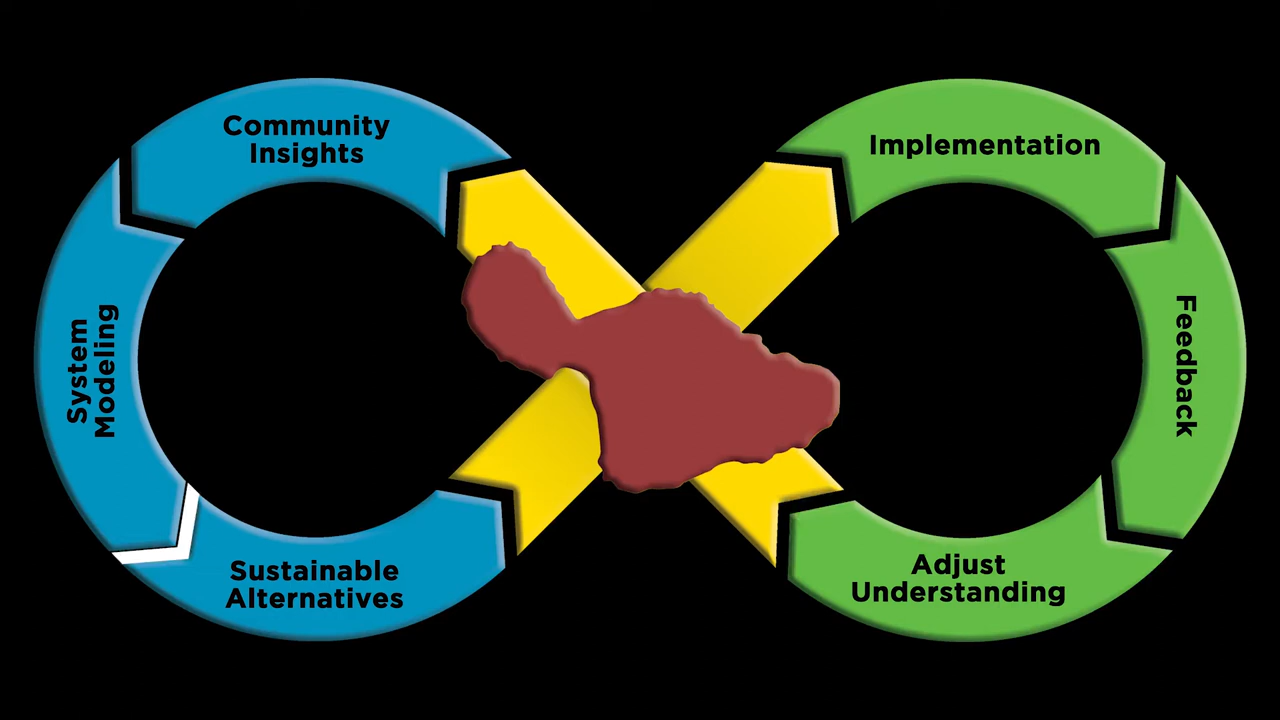 Community
Insights
System
Modeling
Sustainable
Alternatives
Implementation
Feedback
Adjust
Understanding